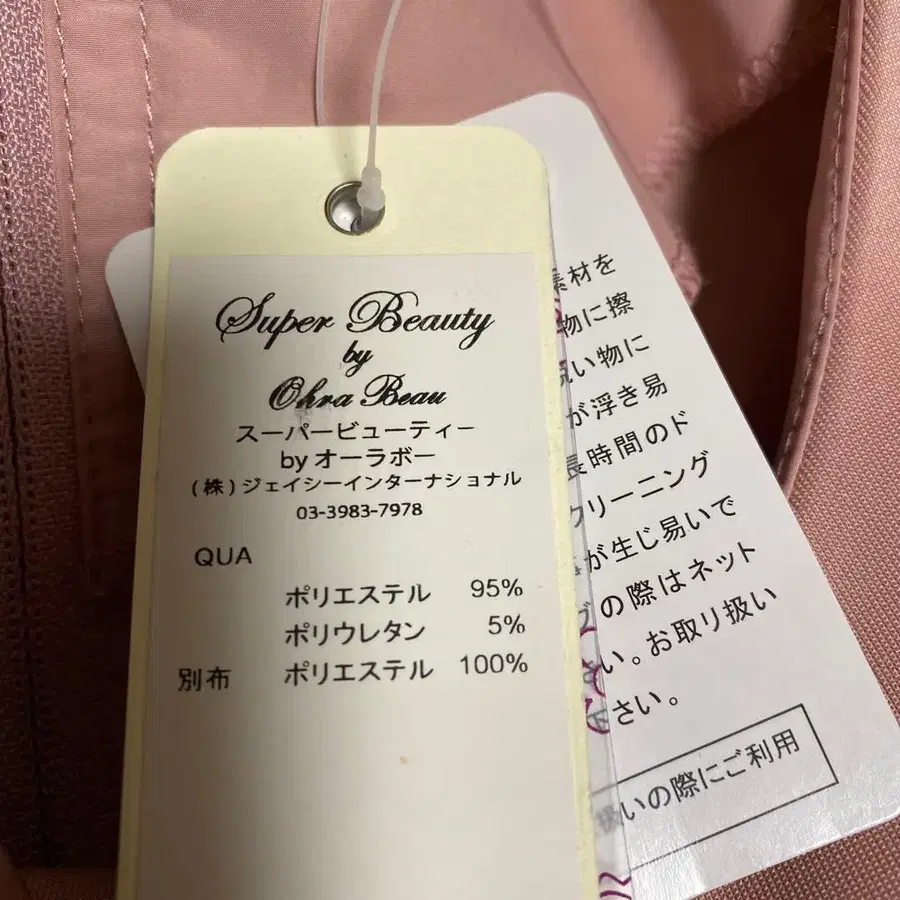 Super Beauty
by
Ohra Beau
スーパービューティー
by オーラボー
(株)ジェイシーインターナショナル
03-3983-7978
QUA
ポリエステル 95%
ポリウレタン 5%
別布 ポリエステル 100%
素材を
物に擦
い物に
が浮き易
長時間のド
クリーニング
が生じ易いで
の際はネット
い。お取り扱い
下さい。
扱いの際にご利用